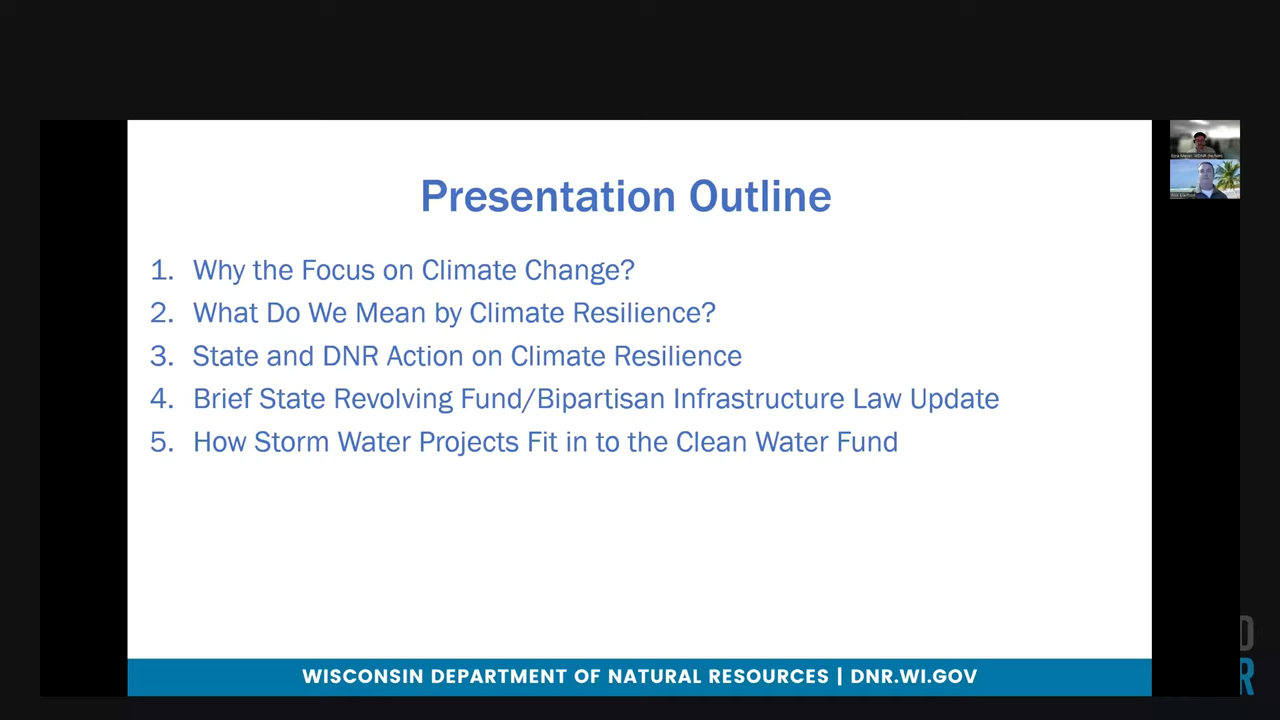 Presentation Outline
1. Why the Focus on Climate Change?
2. What Do We Mean by Climate Resilience?
3. State and DNR Action on Climate Resilience
4. Brief State Revolving Fund/Bipartisan Infrastructure Law Update
5. How Storm Water Projects Fit in to the Clean Water Fund
WISCONSIN DEPARTMENT OF NATURAL RESOURCES | DNR.WI.GOV